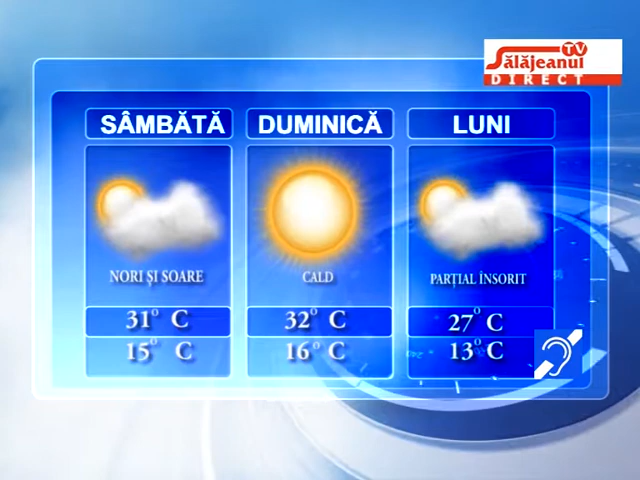 Sălăjeanul TV
DIRECT
SÂMBĂTĂ
DUMINICĂ
LUNI
NORI ȘI SOARE
CALD
PARȚIAL ÎNSORIT
31° C
32° C
27° C
15° C
16° C
13° C